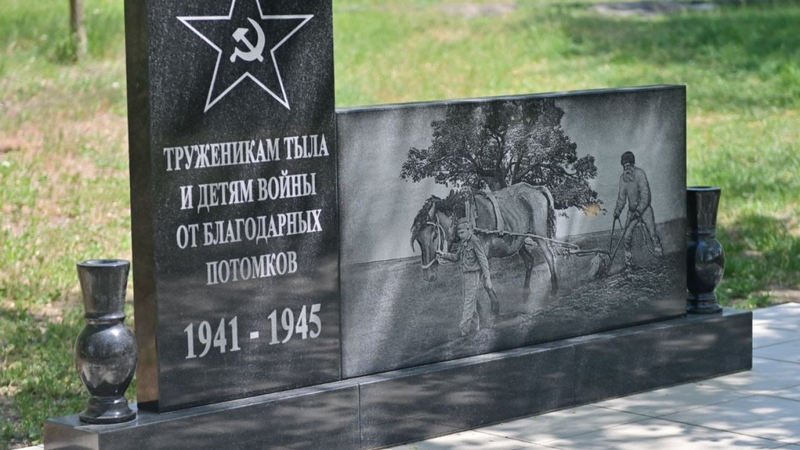 ТРУЖЕНИКАМ ТЫЛА
И ДЕТЯМ ВОЙНЫ
ОТ БЛАГОДАРНЫХ
ПОТОМКОВ
1941 - 1945